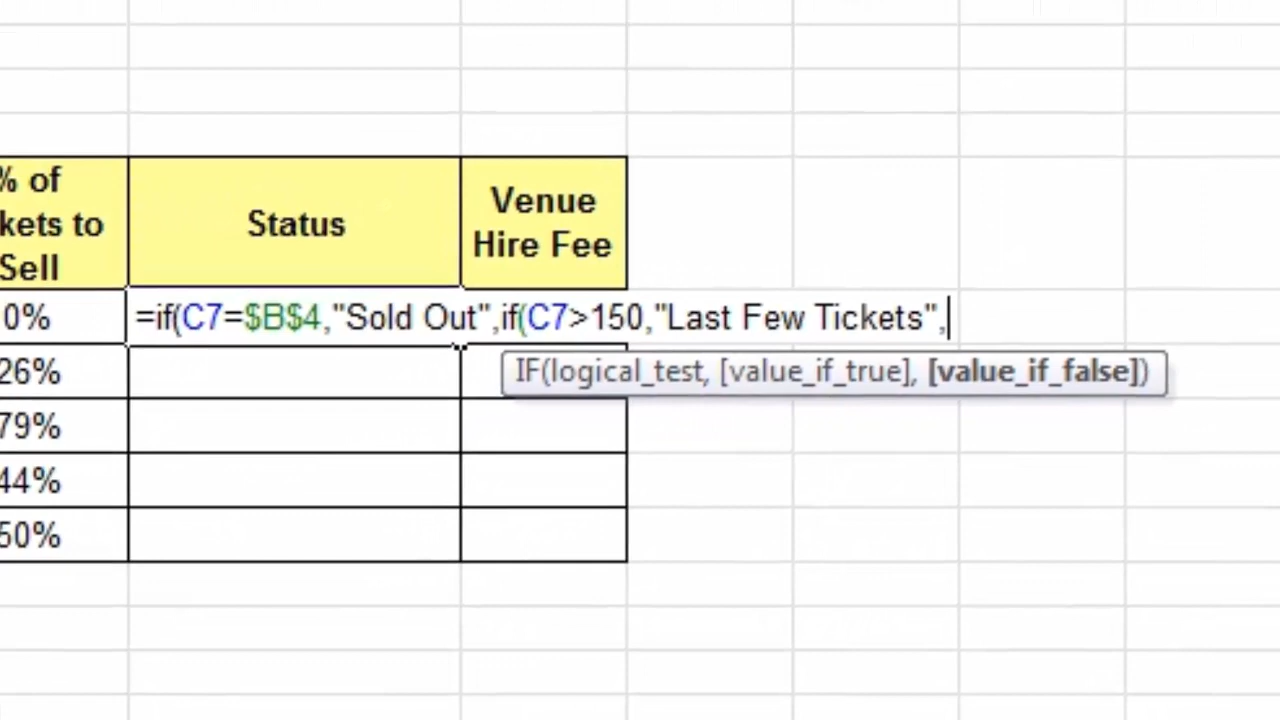 % of
kets to
Sell
Status
Venue
Hire Fee
0%
=if(C7=$B$4,"Sold Out",if(C7>150,"Last Few Tickets",
26%
IF(logical_test, [value_if_true], [value_if_false])
79%
44%
50%